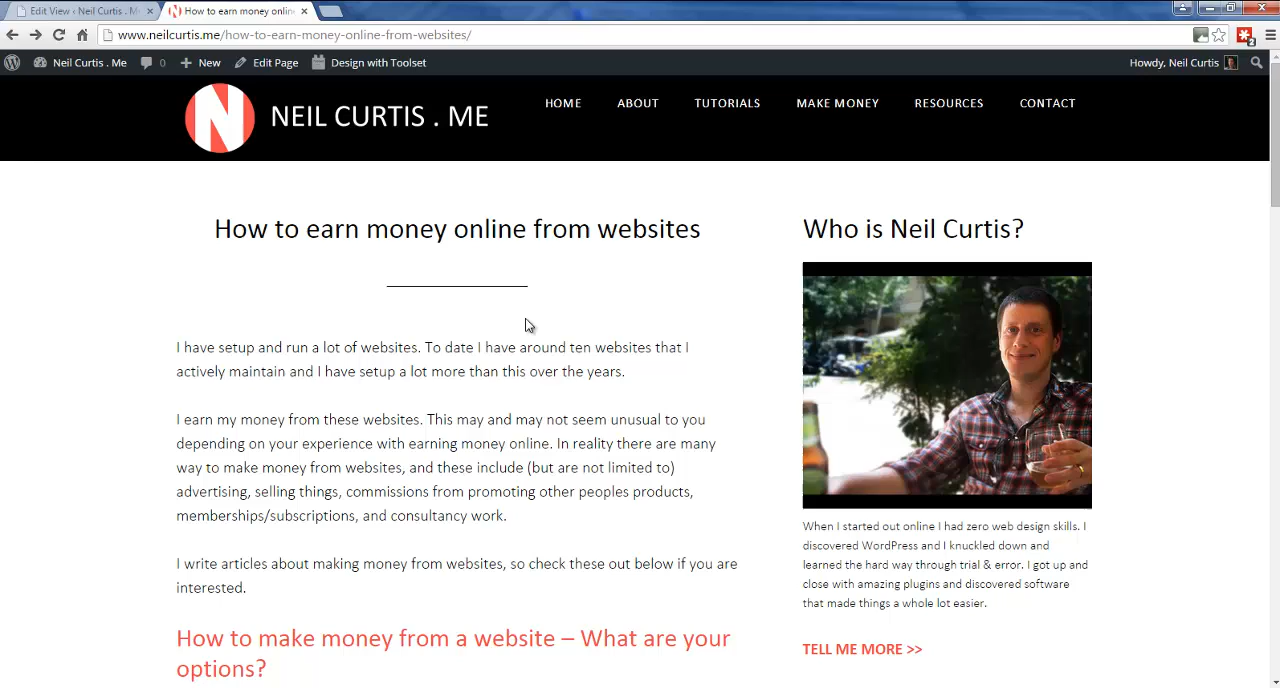 Edit View ‹ Neil Curtis . M
How to earn money onlin
www.neilcurtis.me/how-to-earn-money-online-from-websites/
2
Neil Curtis . Me
0
New
Edit Page
Design with Toolset
Howdy, Neil Curtis
N
NEIL CURTIS . ME
HOME
ABOUT
TUTORIALS
MAKE MONEY
RESOURCES
CONTACT
How to earn money online from websites
I have setup and run a lot of websites. To date I have around ten websites that I
actively maintain and I have setup a lot more than this over the years.
I earn my money from these websites. This may and may not seem unusual to you
depending on your experience with earning money online. In reality there are many
way to make money from websites, and these include (but are not limited to)
advertising, selling things, commissions from promoting other peoples products,
memberships/subscriptions, and consultancy work.
I write articles about making money from websites, so check these out below if you are
interested.
How to make money from a website – What are your
options?
Who is Neil Curtis?
When I started out online I had zero web design skills. I
discovered WordPress and I knuckled down and
learned the hard way through trial & error. I got up and
close with amazing plugins and discovered software
that made things a whole lot easier.
TELL ME MORE >>